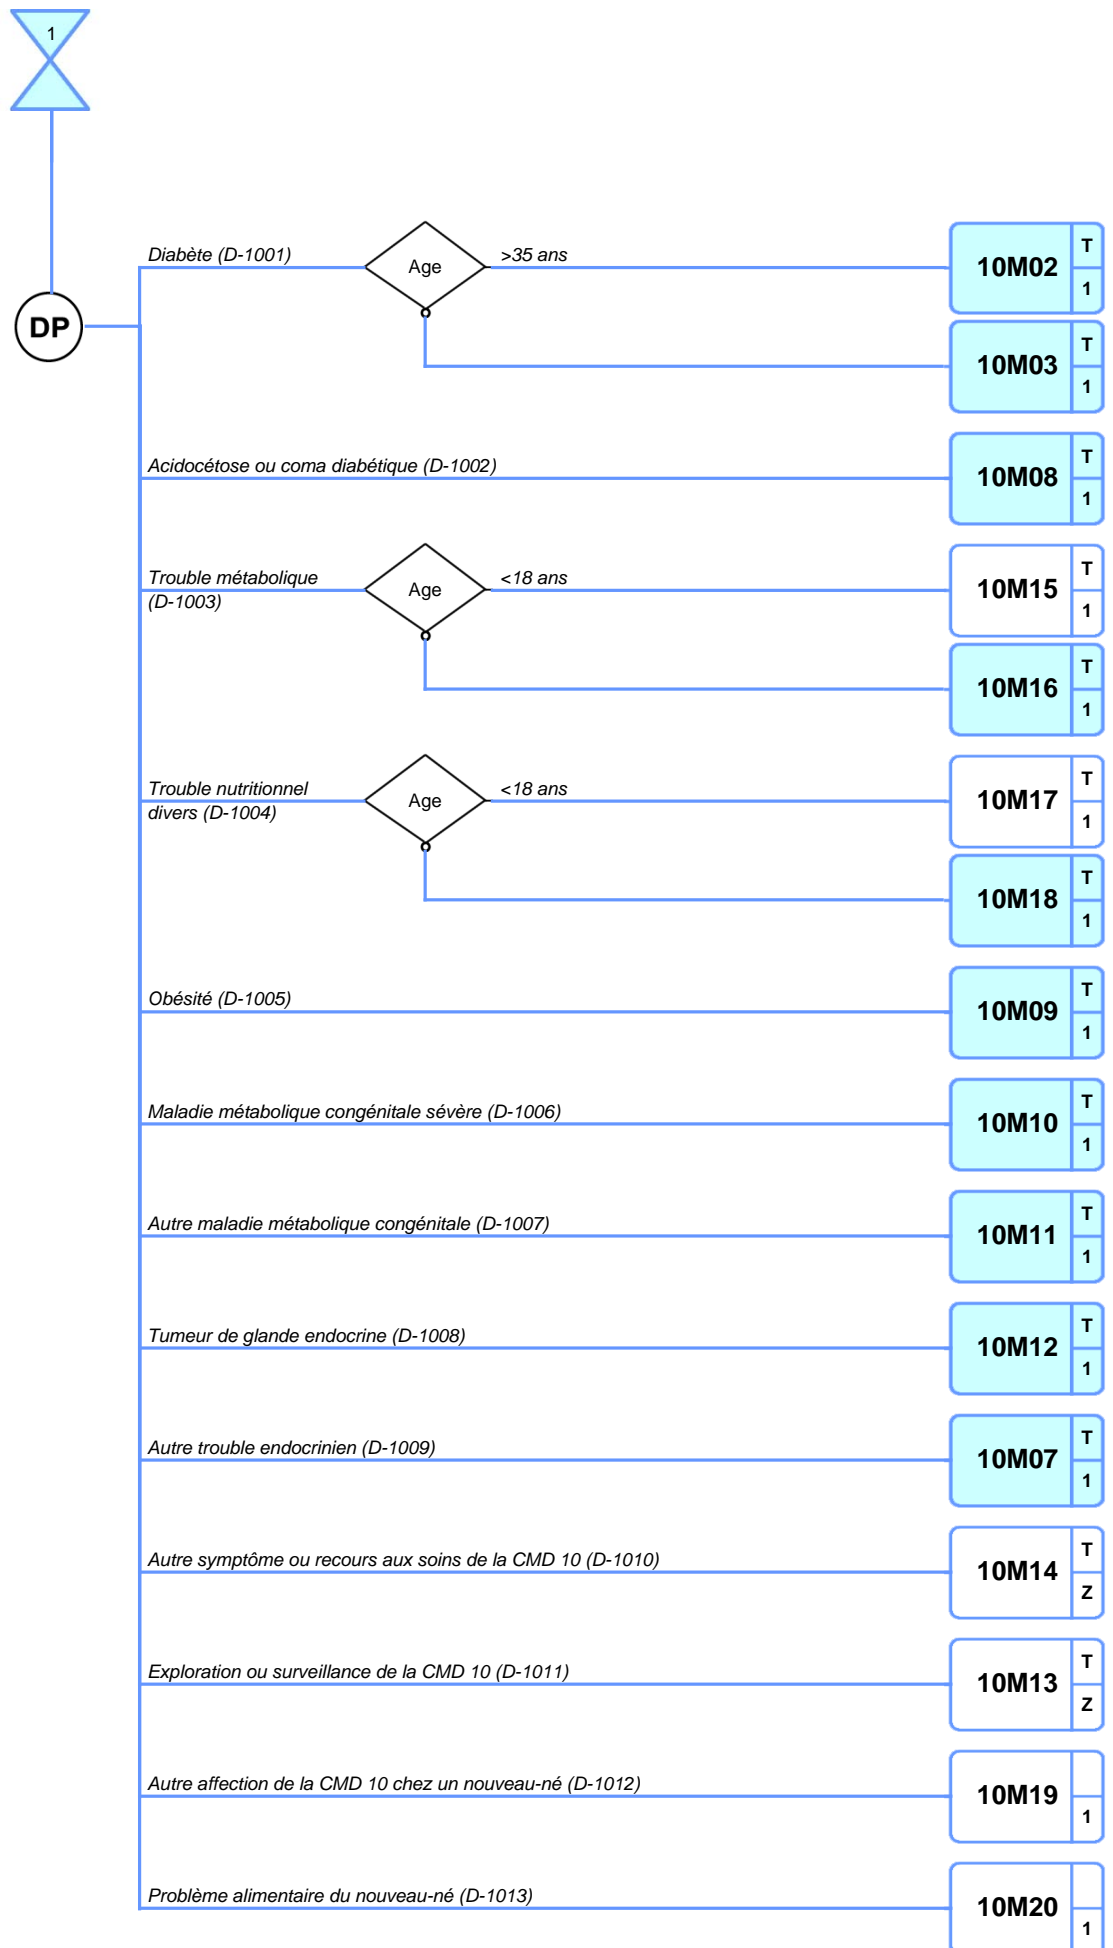 1
Diabète (D-1001)
Age
>35 ans
10M02
T
1
DP
10M03
T
1
Acidocétose ou coma diabétique (D-1002)
10M08
T
1
Trouble métabolique
(D-1003)
Age
<18 ans
10M15
T
1
10M16
T
1
Trouble nutritionnel
divers (D-1004)
Age
<18 ans
10M17
T
1
10M18
T
1
Obésité (D-1005)
10M09
T
1
Maladie métabolique congénitale sévère (D-1006)
10M10
T
1
Autre maladie métabolique congénitale (D-1007)
10M11
T
1
Tumeur de glande endocrine (D-1008)
10M12
T
1
Autre trouble endocrinien (D-1009)
10M07
T
1
Autre symptôme ou recours aux soins de la CMD 10 (D-1010)
10M14
T
Z
Exploration ou surveillance de la CMD 10 (D-1011)
10M13
T
Z
Autre affection de la CMD 10 chez un nouveau-né (D-1012)
10M19
1
Problème alimentaire du nouveau-né (D-1013)
10M20
1